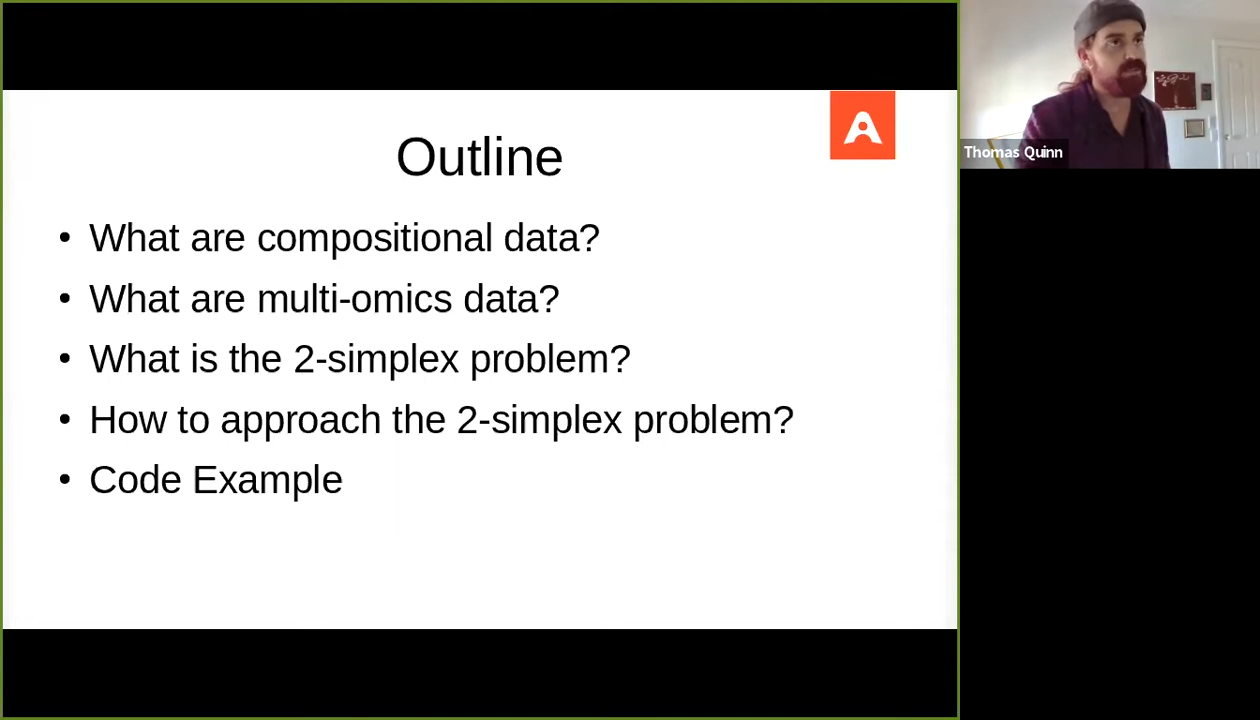 Outline
• What are compositional data?
• What are multi-omics data?
• What is the 2-simplex problem?
• How to approach the 2-simplex problem?
• Code Example
Thomas Quinn